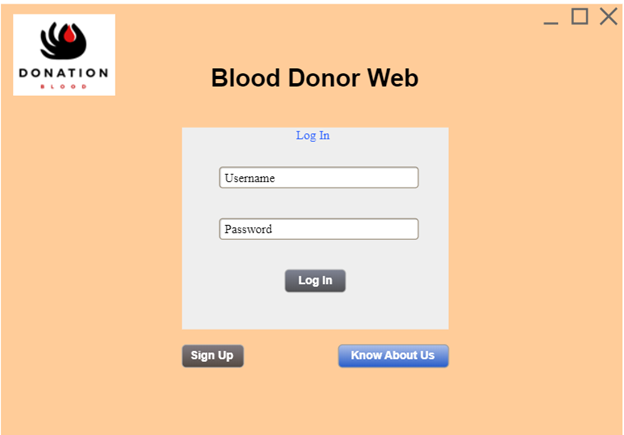 DONATION
BLOOD
Blood Donor Web
Log In
Username
Password
Log In
Sign Up
Know About Us